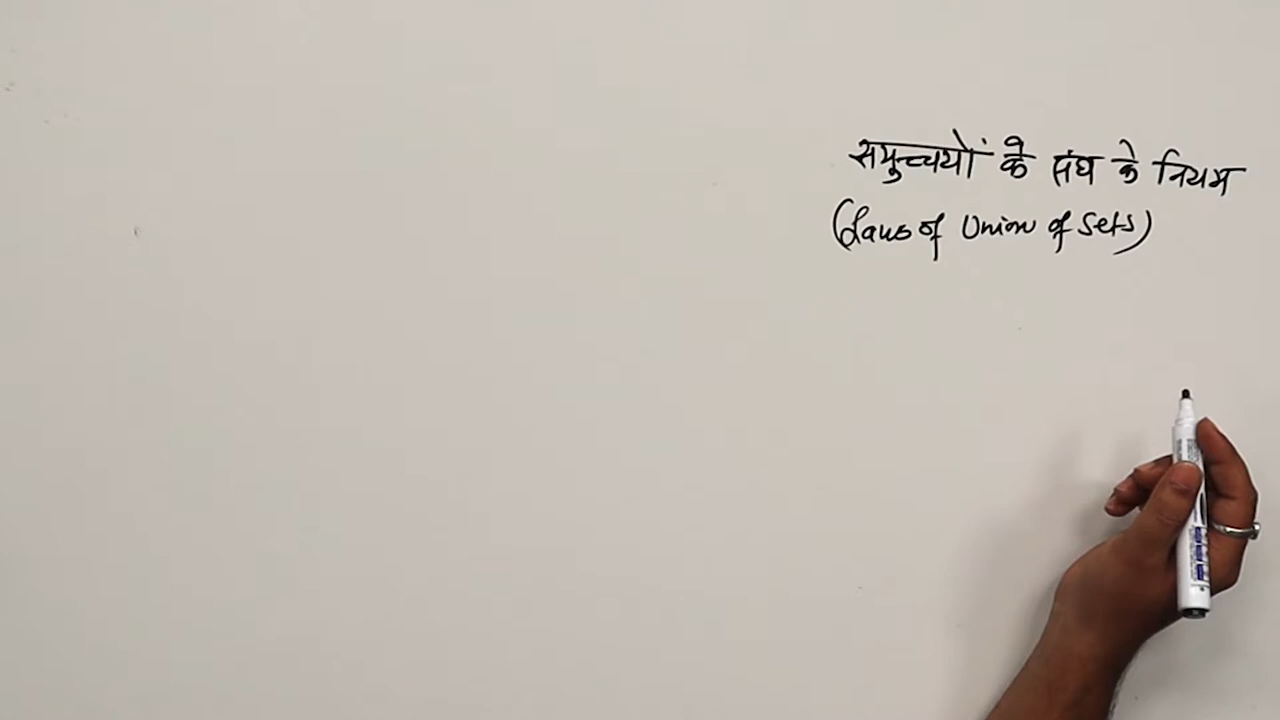 समुच्चयों के संघ के नियम
(Laws of Union of Sets)